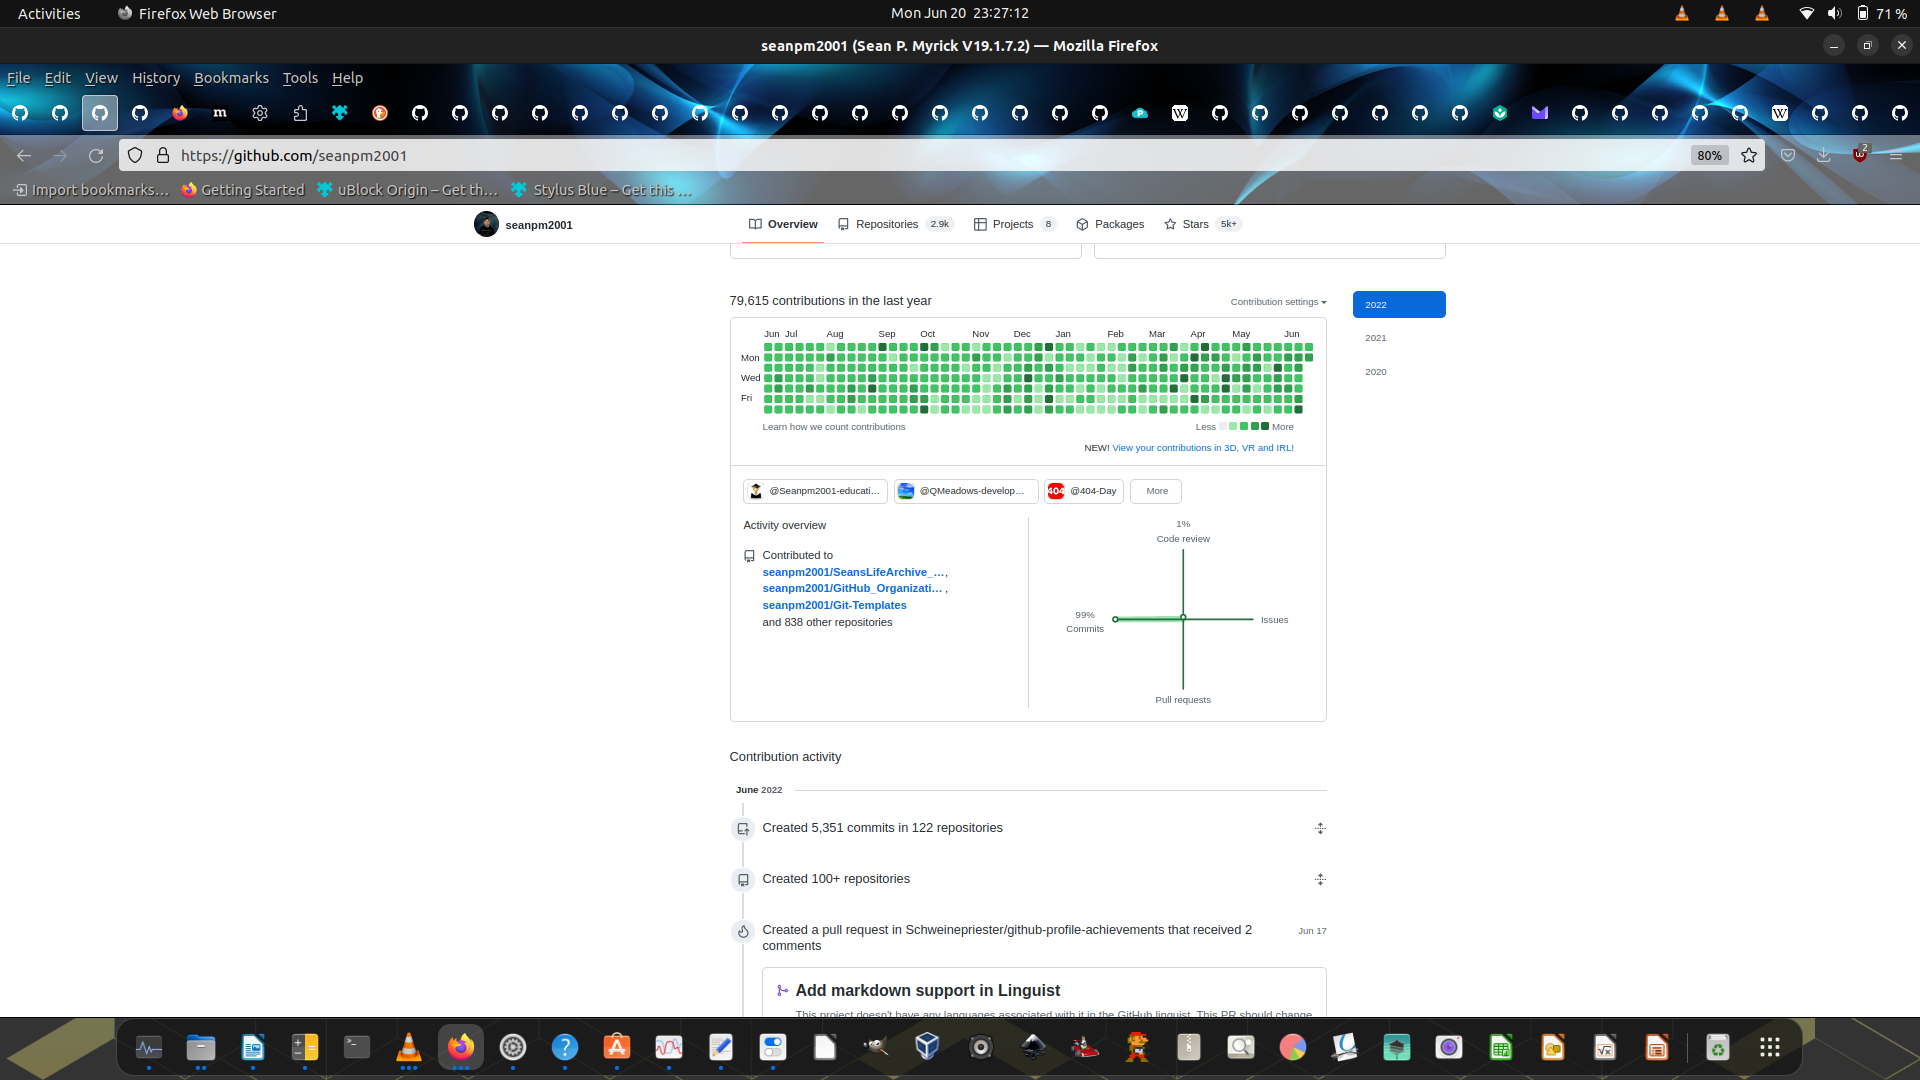 Activities Firefox Web Browser Mon Jun 20 23:27:12 71 %
seanpm2001 (Sean P. Myrick V19.1.7.2) — Mozilla Firefox
File Edit View History Bookmarks Tools Help
https://github.com/seanpm2001 80% 2
Import bookmarks... Getting Started uBlock Origin – Get th... Stylus Blue – Get this ...
seanpm2001 Overview Repositories 2.9k Projects 8 Packages Stars 5k+
79,615 contributions in the last year Contribution settings 2022
Jun Jul Aug Sep Oct Nov Dec Jan Feb Mar Apr May Jun
2021
Mon
2020
Wed
Fri
Learn how we count contributions Less More
NEW! View your contributions in 3D, VR and IRL!
@Seanpm2001-educati... @QMeadows-develop... 404 @404-Day More
Activity overview
1%
Code review
Contributed to
seanpm2001/SeansLifeArchive_...,
seanpm2001/GitHub_Organizati... ,
seanpm2001/Git-Templates
and 838 other repositories
99%
Commits
Issues
Pull requests
Contribution activity
June 2022
Created 5,351 commits in 122 repositories
Created 100+ repositories
Created a pull request in Schweinepriester/github-profile-achievements that received 2 Jun 17
comments
Add markdown support in Linguist
This project doesn't have any languages associated with it in the GitHub linguist. This PR should change